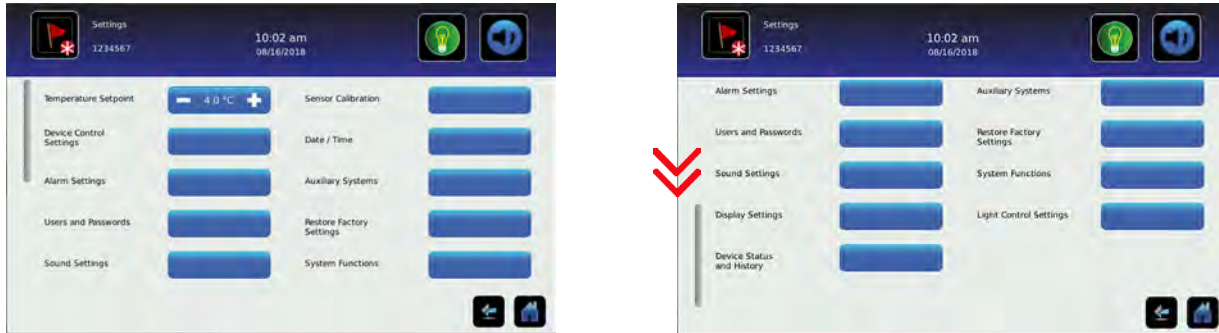 Settings
1234567
10:02 am
08/16/2018
Temperature Setpoint
4.0 °C
Sensor Calibration
Device Control
Settings
Date / Time
Alarm Settings
Auxiliary Systems
Users and Passwords
Restore Factory
Settings
Sound Settings
System Functions
Settings
1234567
10:02 am
08/16/2018
Alarm Settings
Auxiliary Systems
Users and Passwords
Restore Factory
Settings
Sound Settings
System Functions
Display Settings
Light Control Settings
Device Status
and History